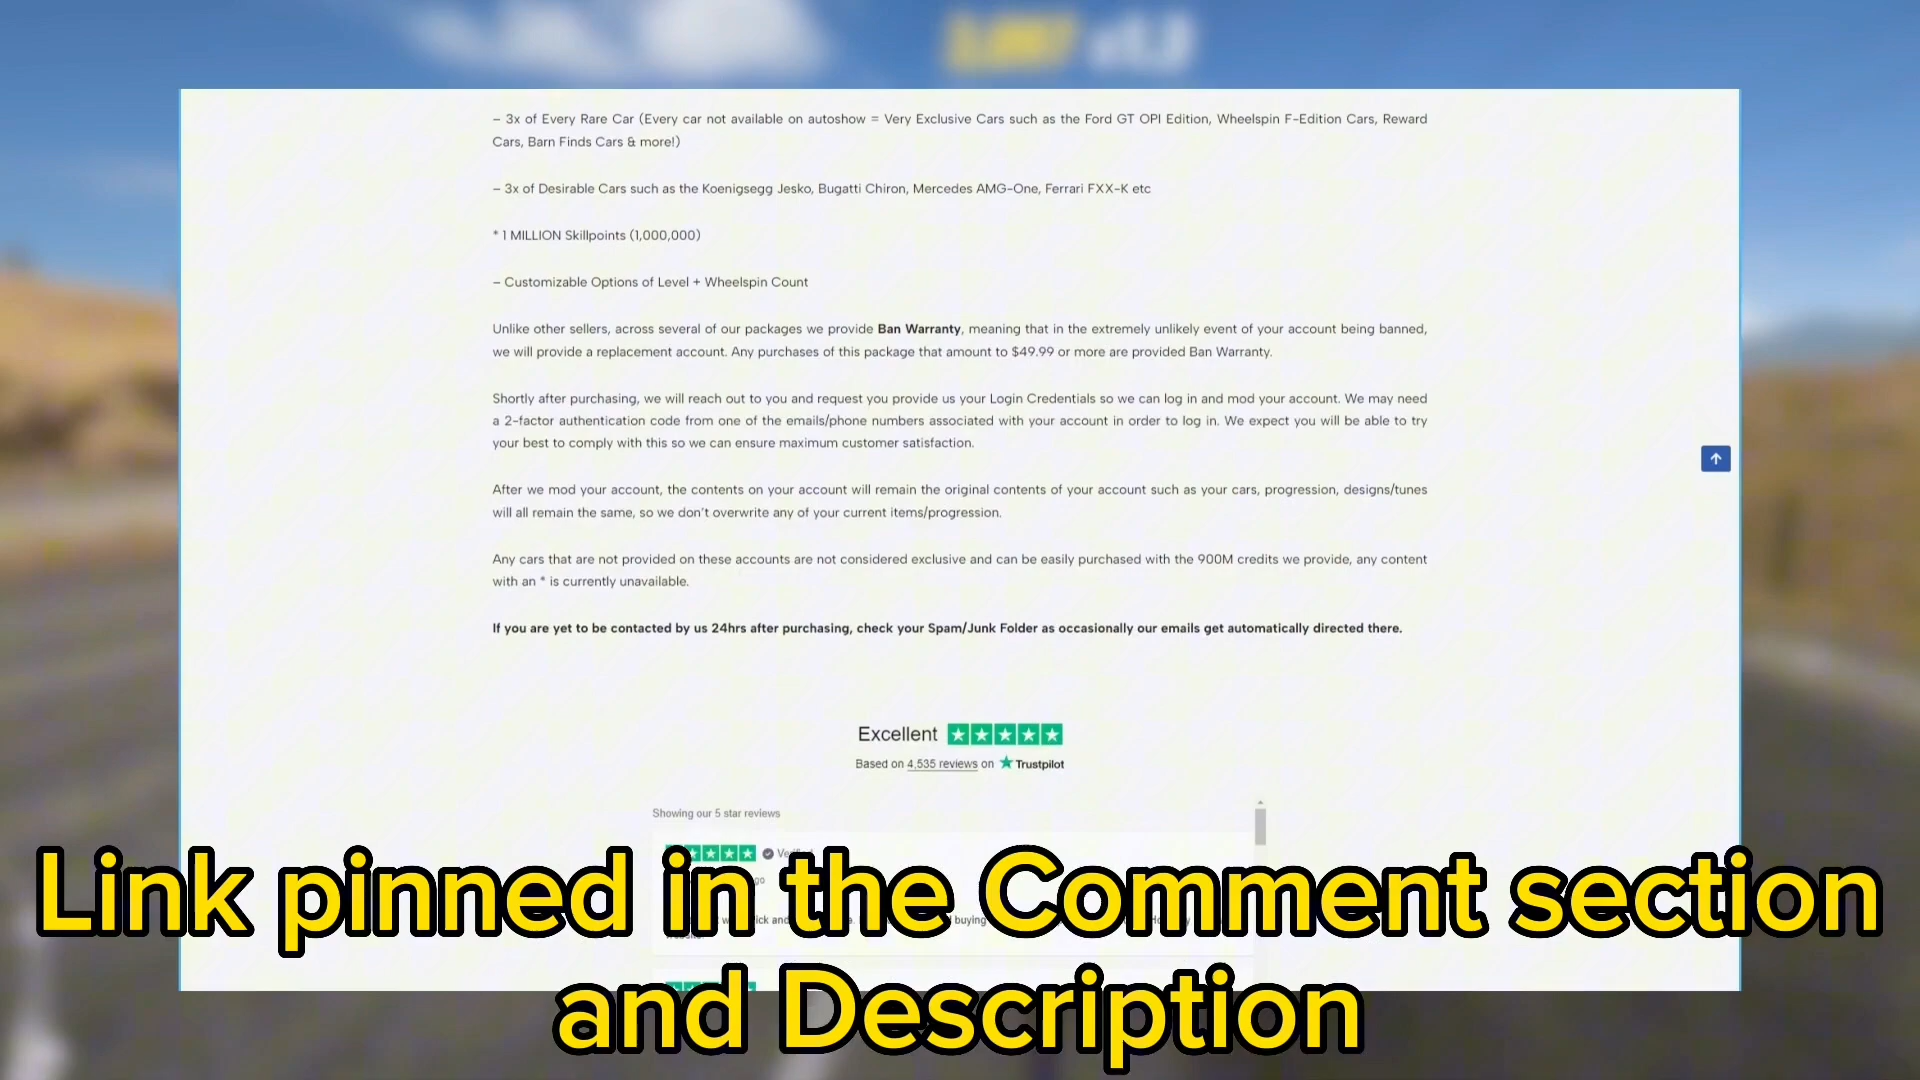 – 3x of Every Rare Car (Every car not available on autoshow = Very Exclusive Cars such as the Ford GT OPI Edition, Wheelspin F-Edition Cars, Reward
Cars, Barn Finds Cars & more!)
– 3x of Desirable Cars such as the Koenigsegg Jesko, Bugatti Chiron, Mercedes AMG-One, Ferrari FXX-K etc
* 1 MILLION Skillpoints (1,000,000)
– Customizable Options of Level + Wheelspin Count
Unlike other sellers, across several of our packages we provide Ban Warranty, meaning that in the extremely unlikely event of your account being banned,
we will provide a replacement account. Any purchases of this package that amount to $49.99 or more are provided Ban Warranty.
Shortly after purchasing, we will reach out to you and request you provide us your Login Credentials so we can log in and mod your account. We may need
a 2-factor authentication code from one of the emails/phone numbers associated with your account in order to log in. We expect you will be able to try
your best to comply with this so we can ensure maximum customer satisfaction.
After we mod your account, the contents on your account will remain the original contents of your account such as your cars, progression, designs/tunes
will all remain the same, so we don't overwrite any of your current items/progression.
Any cars that are not provided on these accounts are not considered exclusive and can be easily purchased with the 900M credits we provide, any content
with an * is currently unavailable.
If you are yet to be contacted by us 24hrs after purchasing, check your Spam/Junk Folder as occasionally our emails get automatically directed there.
Excellent
Based on 4,535 reviews on Trustpilot
Showing our 5 star reviews
buying
Link pinned in the Comment section
and Description